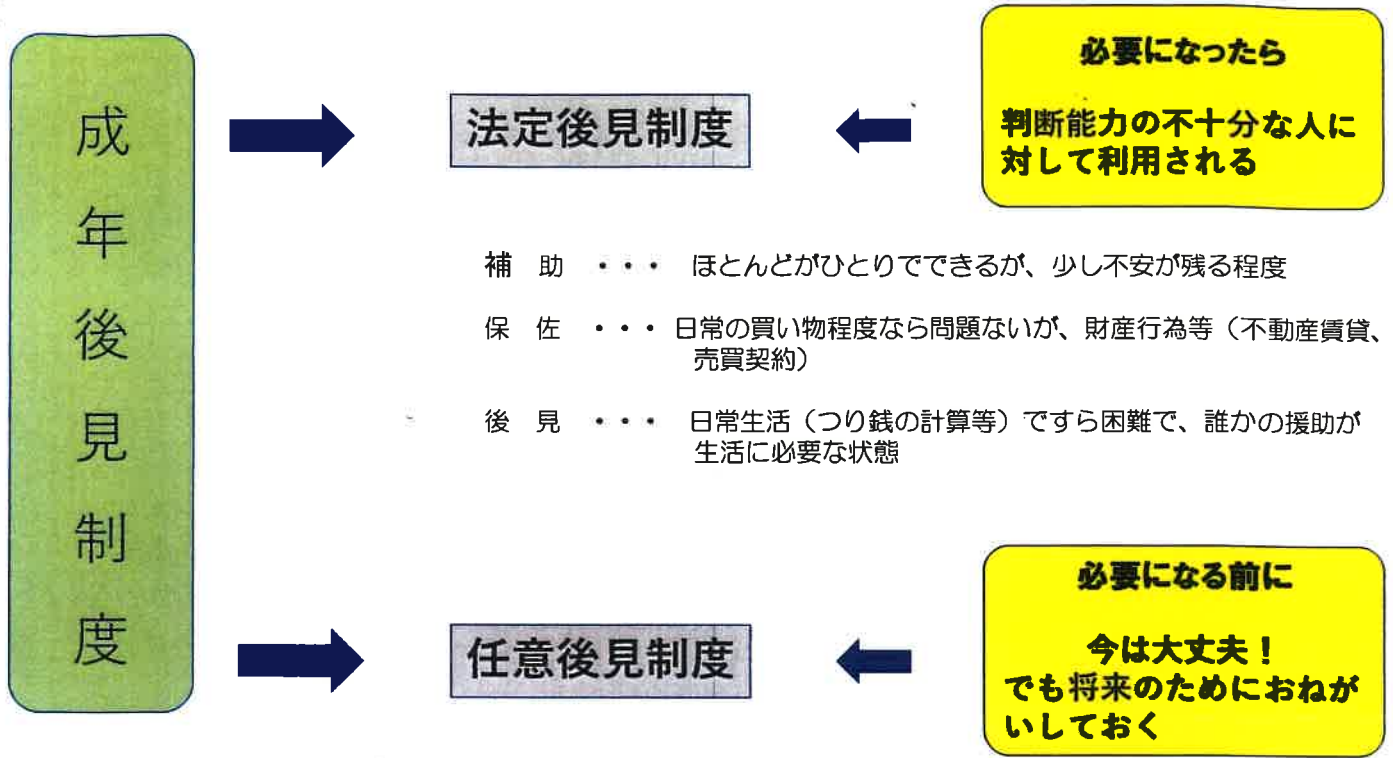 成年後見制度
法定後見制度
必要になったら
判断能力の不十分な人に
対して利用される
補 助 ・・・ ほとんどがひとりでできるが、少し不安が残る程度
保 佐 ・・・ 日常の買い物程度なら問題ないが、財産行為等（不動産賃貸、
売買契約）
後 見 ・・・ 日常生活（つり銭の計算等）ですら困難で、誰かの援助が
生活に必要な状態
任意後見制度
必要になる前に
今は大丈夫！
でも将来のためにおねが
いしておく